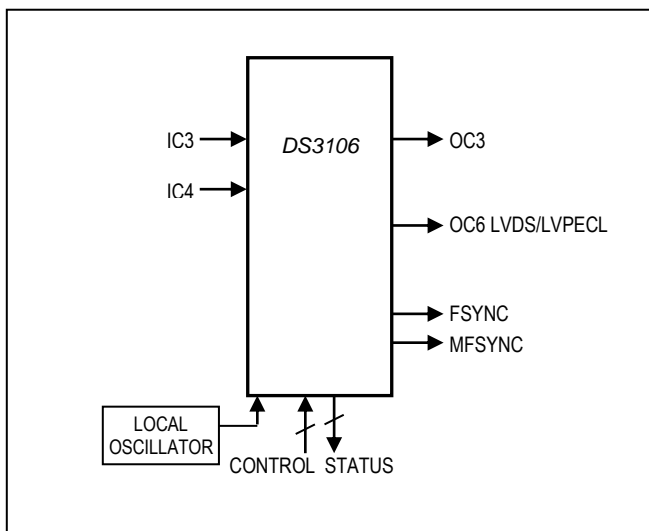 IC3
IC4
DS3106
OC3
OC6 LVDS/LVPECL
FSYNC
MFSYNC
LOCAL
OSCILLATOR
CONTROL STATUS